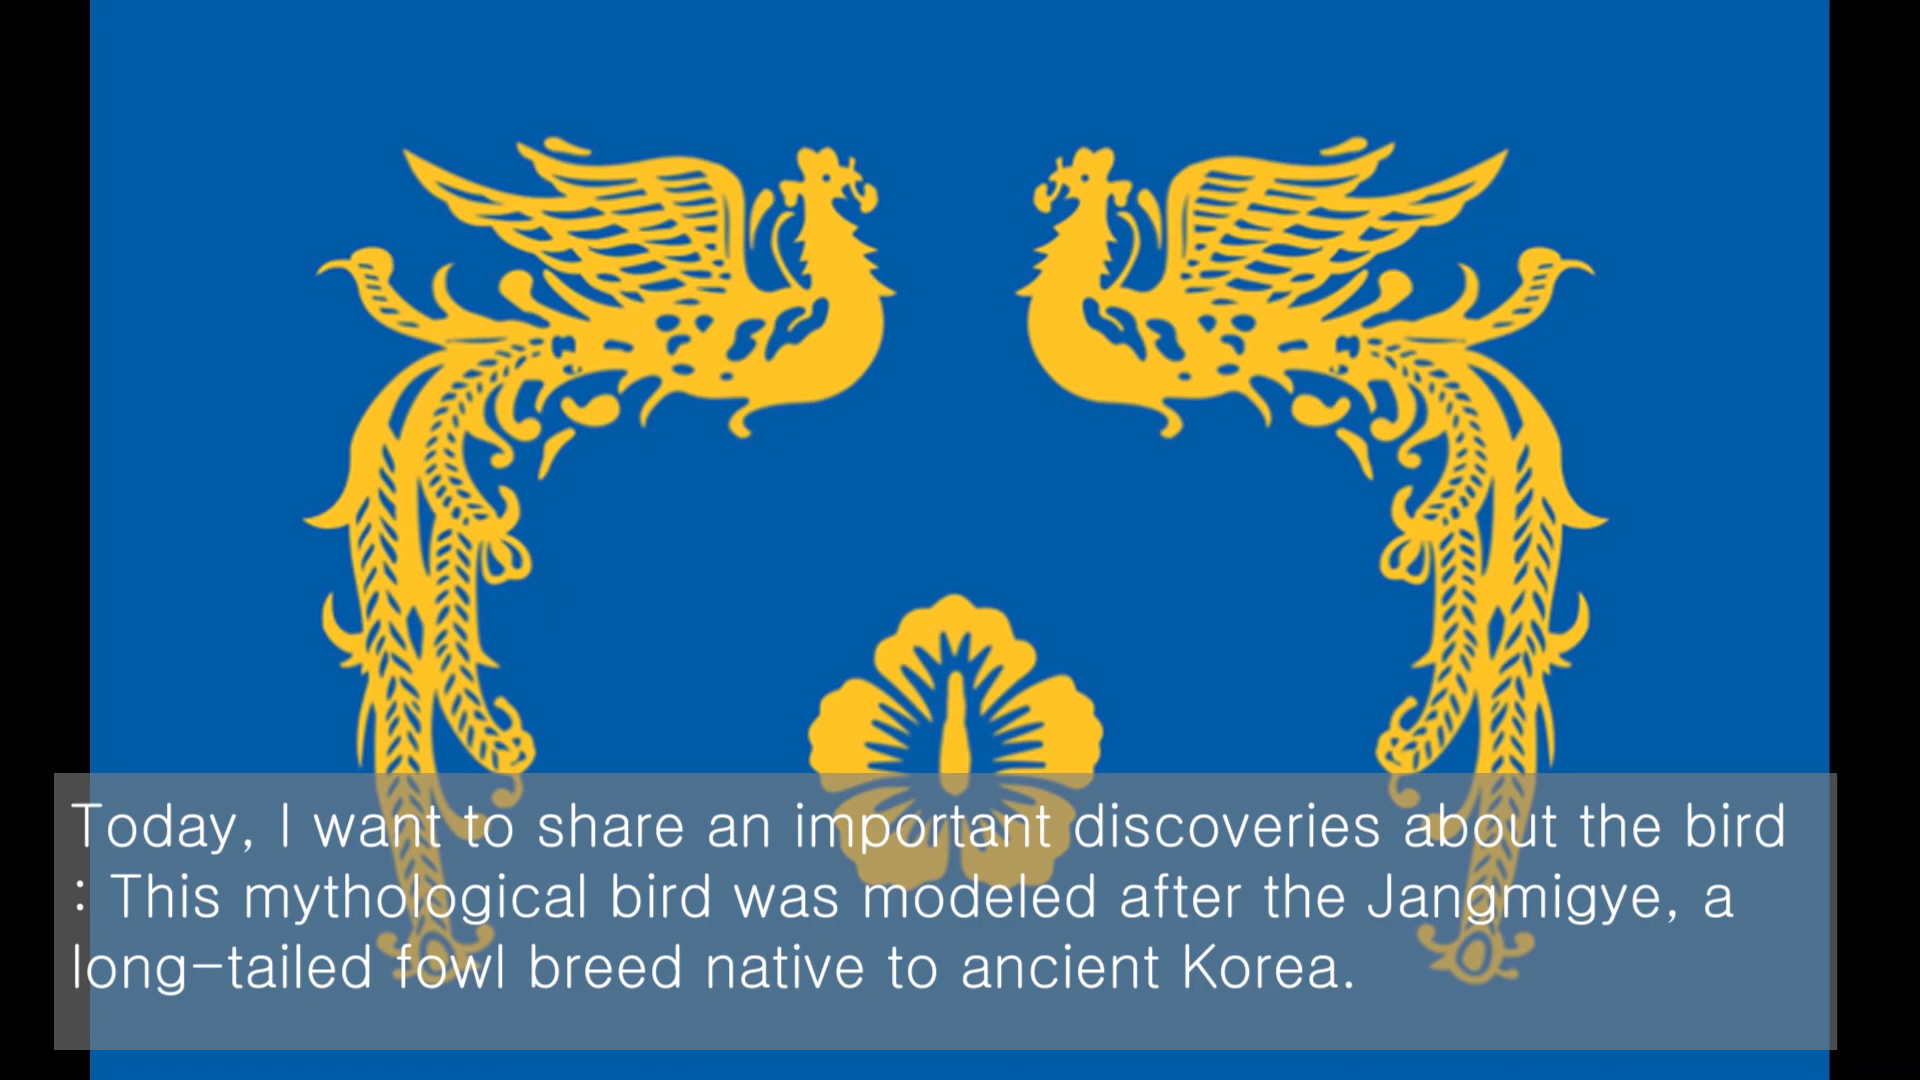 Today, I want to share an important discoveries about the bird
: This mythological bird was modeled after the Jangmigye, a
long-tailed fowl breed native to ancient Korea.